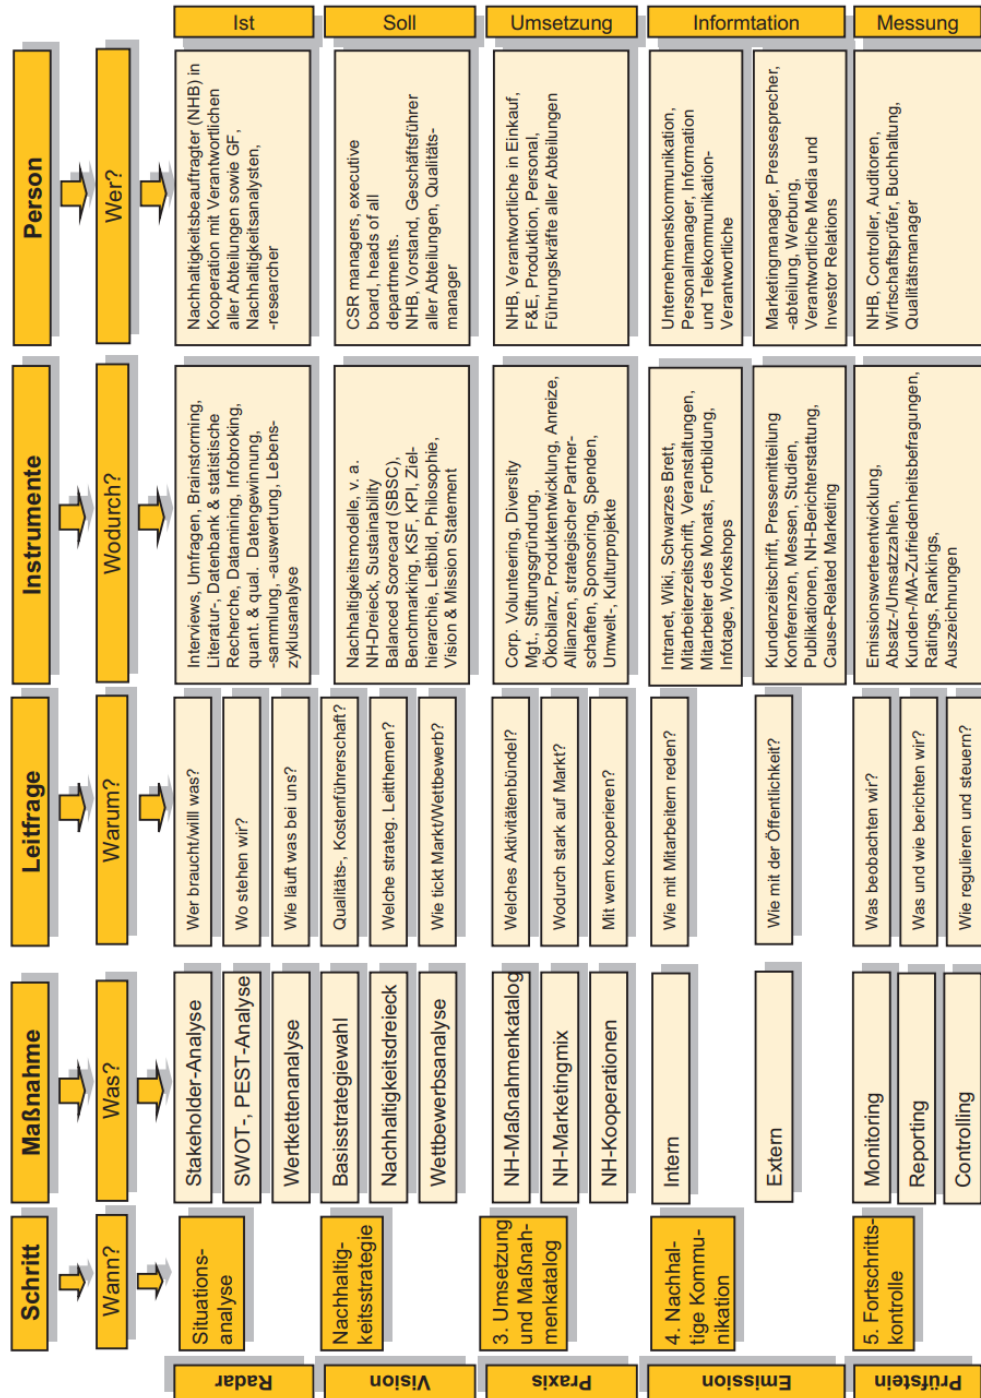 Schritt
Maßnahme
Leitfrage
Instrumente
Person
Wann?
Was?
Warum?
Wodurch?
Wer?
Radar
Situations-
analyse
Stakeholder-Analyse
SWOT-, PEST-Analyse
Wertkettenanalyse
Wer braucht/will was?
Wo stehen wir?
Wie läuft was bei uns?
Interviews, Umfragen, Brainstorming,
Literatur-, Datenbank & statistische
Recherche, Datamining, Infobroking,
quant. & qual. Datengewinnung,
-sammlung, -auswertung, Lebens-
zyklusanalyse
Nachhaltigkeitsbeauftragter (NHB) in
Kooperation mit Verantwortlichen
aller Abteilungen sowie GF,
Nachhaltigkeitsanalysten,
-researcher
Ist
Vision
Nachhaltig-
keitsstrategie
Basisstrategiewahl
Nachhaltigkeitsdreieck
Wettbewerbsanalyse
Qualitäts-, Kostenführerschaft?
Welche strateg. Leitthemen?
Wie tickt Markt/Wettbewerb?
Nachhaltigkeitsmodelle, v. a.
NH-Dreieck, Sustainability
Balanced Scorecard (SBSC),
Benchmarking, KSF, KPI, Ziel-
hierarchie, Leitbild, Philosophie,
Vision & Mission Statement
CSR managers, executive
board, heads of all
departments.
NHB, Vorstand, Geschäftsführer
aller Abteilungen, Qualitäts-
manager
Soll
Praxis
3. Umsetzung
und Maßnah-
menkatalog
NH-Maßnahmenkatalog
NH-Marketingmix
NH-Kooperationen
Welches Aktivitätenbündel?
Wodurch stark auf Markt?
Mit wem kooperieren?
Corp. Volunteering, Diversity
Mgt., Stiftungsgründung,
Ökobilanz, Produktentwicklung, Anreize,
Allianzen, strategischer Partner-
schaften, Sponsoring, Spenden,
Umwelt-, Kulturprojekte
NHB, Verantwortliche in Einkauf,
F&E, Produktion, Personal,
Führungskräfte aller Abteilungen
Umsetzung
Emission
4. Nachhal-
tige Kommu-
nikation
Intern
Wie mit Mitarbeitern reden?
Intranet, Wiki, Schwarzes Brett,
Mitarbeiterzeitschrift, Veranstaltungen,
Mitarbeiter des Monats, Fortbildung,
Infotage, Workshops
Unternehmenskommunikation,
Personalmanager, Information
und Telekommunikation-
Verantwortliche
Extern
Wie mit der Öffentlichkeit?
Kundenzeitschrift, Pressemitteilung
Konferenzen, Messen, Studien,
Publikationen, NH-Berichterstattung,
Cause-Related Marketing
Marketingmanager, Pressesprecher,
-abteilung, Werbung,
Verantwortliche Media und
Investor Relations
Informtation
Prüfstein
5. Fortschritts-
kontrolle
Monitoring
Reporting
Controlling
Was beobachten wir?
Was und wie berichten wir?
Wie regulieren und steuern?
Emissionswerteentwicklung,
Absatz-/Umsatzzahlen,
Kunden-/MA-Zufriedenheitsbefragungen,
Ratings, Rankings,
Auszeichnungen
NHB, Controller, Auditoren,
Wirtschaftsprüfer, Buchhaltung,
Qualitätsmanager
Messung